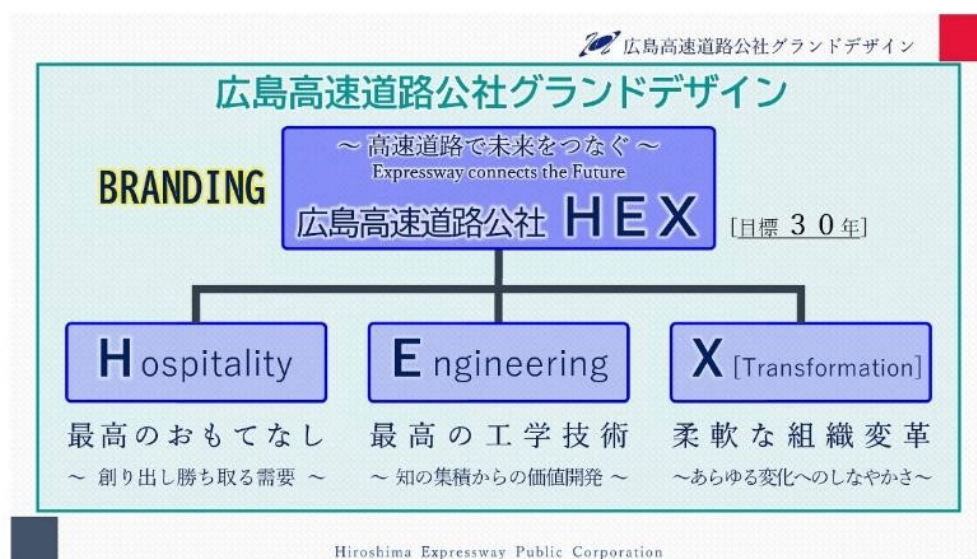 広島高速道路公社グランドデザイン
広島高速道路公社グランドデザイン
BRANDING
～ 高速道路で未来をつなぐ ～
Expressway connects the Future
広島高速道路公社 HEX
[目標 30年]
Hospitality
Engineering
X [Transformation]
最高のおもてなし
最高の工学技術
柔軟な組織変革
～ 創り出し勝ち取る需要 ～
～ 知の集積からの価値開発 ～
～あらゆる変化へのしなやかさ～
Hiroshima Expressway Public Corporation